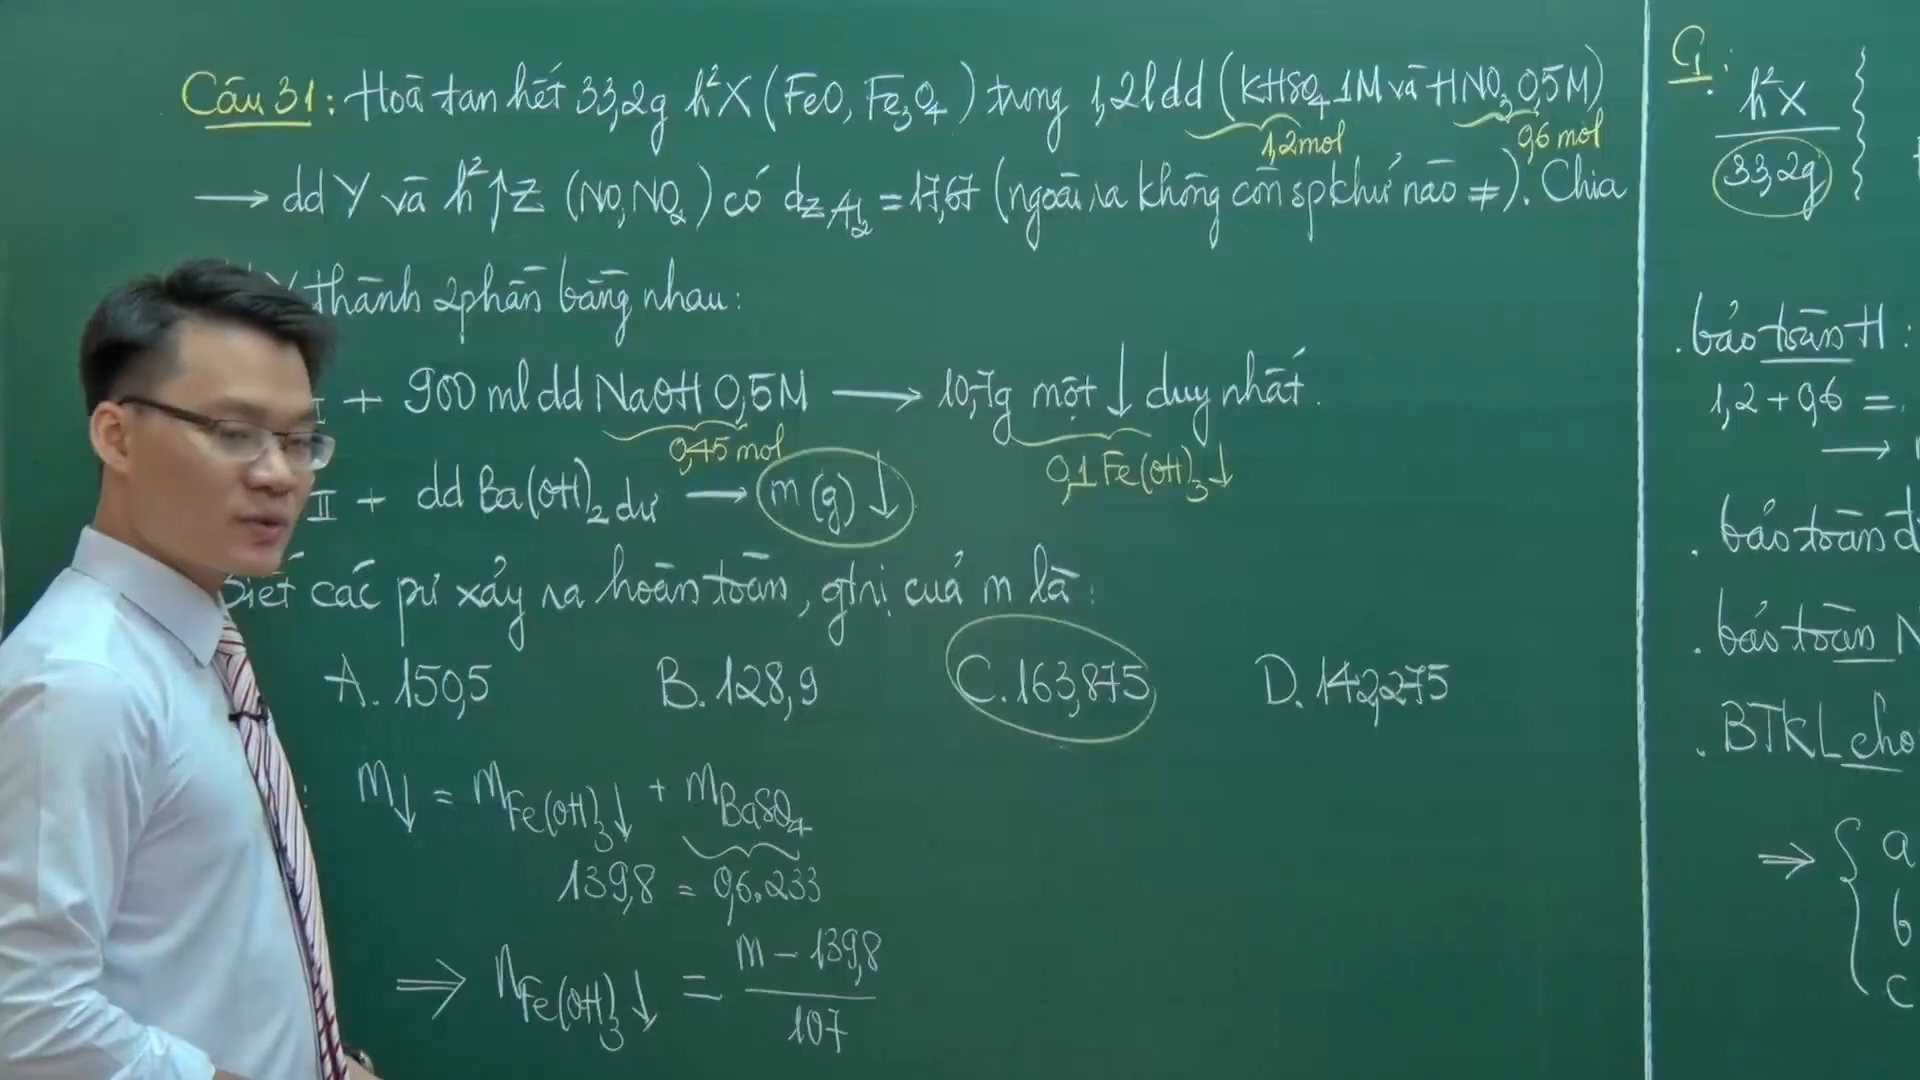 Câu 31: Hoà tan hết 33,2g h² X (FeO, Fe₃O₄) trong 1,2l dd (KHSO₄ 1M và HNO₃ 0,5M)
1,2mol 0,6 mol
→ dd Y và h²↑Z (NO, NO₂) có dZ/H₂ = 17,67 (ngoài ra không còn sp khử nào ≠). Chia
Y thành 2 phần bằng nhau:
I + 900 ml dd NaOH 0,5M → 10,7g một ↓ duy nhất.
0,45 mol 0,1 Fe(OH)₃↓
II + dd Ba(OH)₂ dư → m (g) ↓
Biết các pư xảy ra hoàn toàn, gtrị của m là:
A. 150,5 B. 128,9 C. 163,875 D. 142,275
m↓ = mFe(OH)₃↓ + mBaSO₄
139,8 = 0,6.233
⇒ nFe(OH)₃↓ = m – 139,8
107
G:
h² X
33,2g
. bảo toàn H:
1,2 + 0,6 =
→
. bảo toàn
. bảo toàn N
. BTKL cho
⇒ { a
b
c